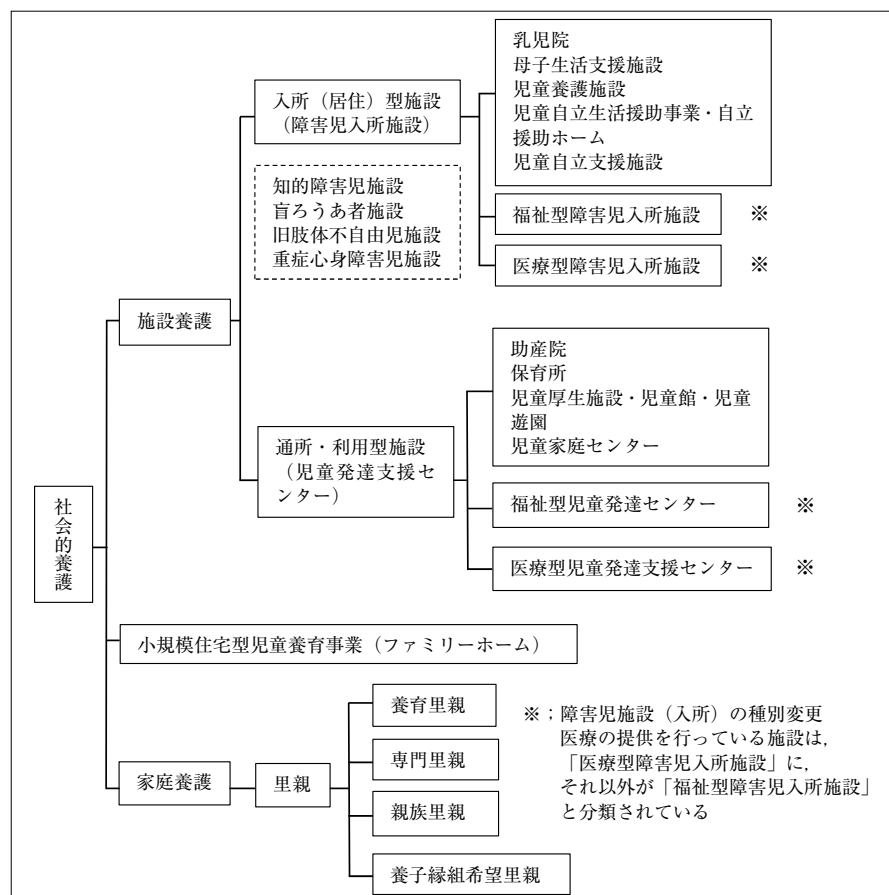 乳児院
母子生活支援施設
児童養護施設
児童自立生活援助事業・自立
援助ホーム
児童自立支援施設
入所（居住）型施設
（障害児入所施設）
知的障害児施設
盲ろうあ者施設
旧肢体不自由児施設
重症心身障害児施設
福祉型障害児入所施設 ※
医療型障害児入所施設 ※
施設養護
助産院
保育所
児童厚生施設・児童館・児童
遊園
児童家庭センター
通所・利用型施設
（児童発達支援セ
ンター）
福祉型児童発達センター ※
医療型児童発達支援センター ※
社会的養護
小規模住宅型児童養育事業（ファミリーホーム）
家庭養護
里親
養育里親
専門里親
親族里親
養子縁組希望里親
※；障害児施設（入所）の種別変更
医療の提供を行っている施設は，
「医療型障害児入所施設」に，
それ以外が「福祉型障害児入所施設」
と分類されている